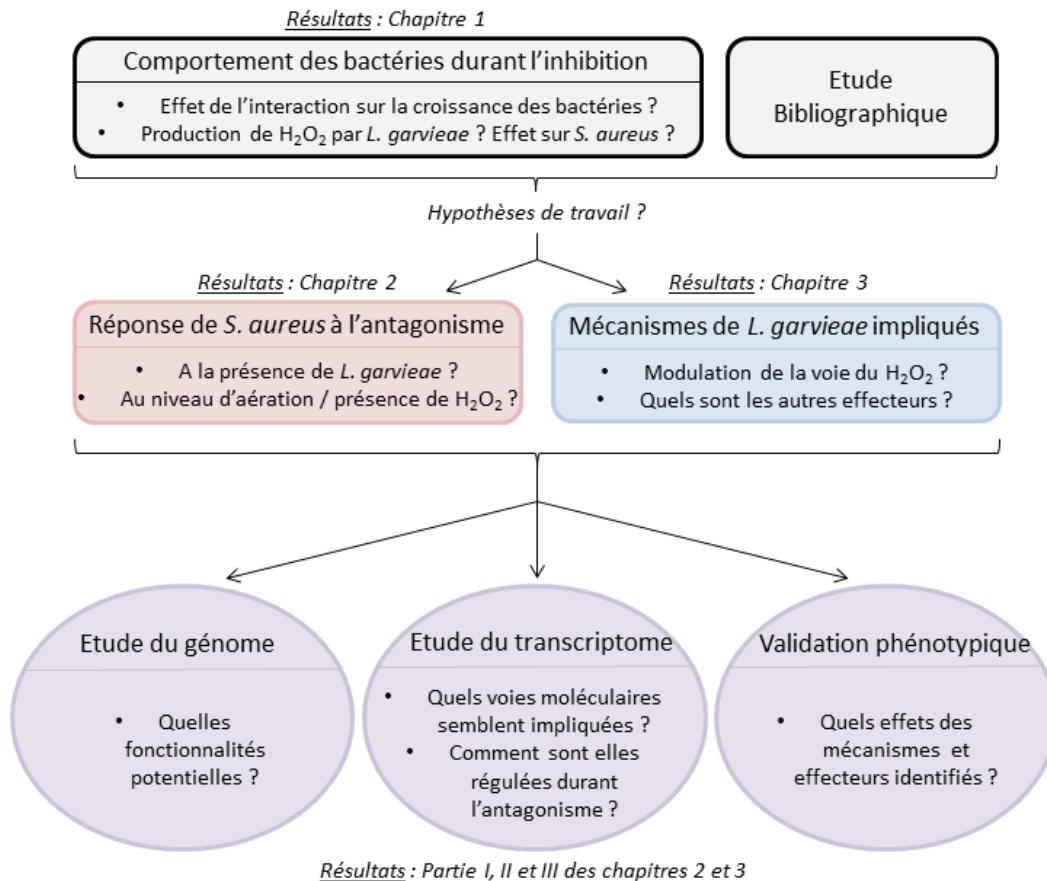 Résultats : Chapitre 1
Comportement des bactéries durant l'inhibition
• Effet de l'interaction sur la croissance des bactéries ?
• Production de H₂O₂ par L. garvieae ? Effet sur S. aureus ?
Etude
Bibliographique
Hypothèses de travail ?
Résultats : Chapitre 2
Réponse de S. aureus à l'antagonisme
• A la présence de L. garvieae ?
• Au niveau d'aération / présence de H₂O₂ ?
Résultats : Chapitre 3
Mécanismes de L. garvieae impliqués
• Modulation de la voie du H₂O₂ ?
• Quels sont les autres effecteurs ?
Etude du génome
• Quelles
fonctionnalités
potentielles ?
Etude du transcriptome
• Quels voies moléculaires
semblent impliquées ?
• Comment sont elles
régulées durant
l'antagonisme ?
Validation phénotypique
• Quels effets des
mécanismes et
effecteurs identifiés ?
Résultats : Partie I, II et III des chapitres 2 et 3